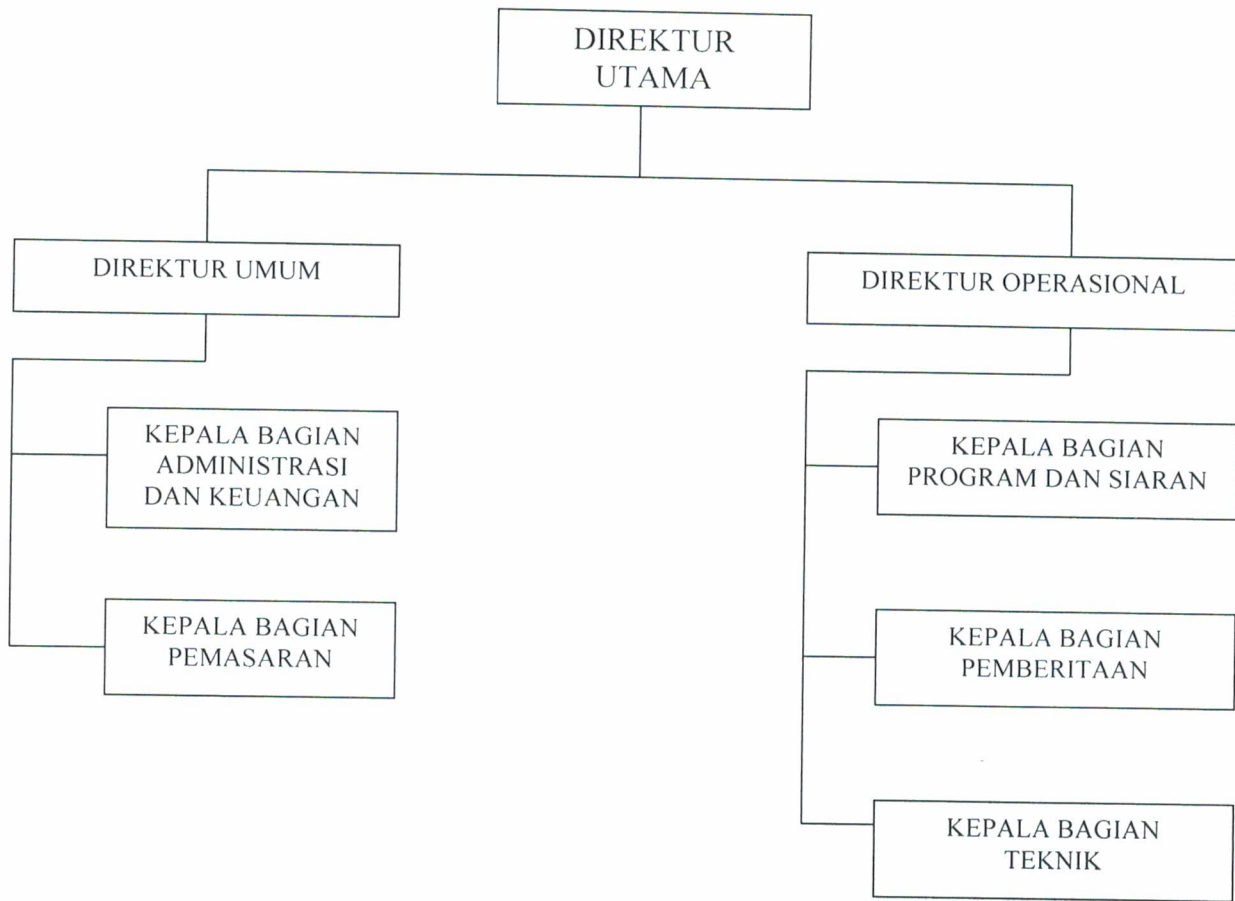 DIREKTUR
UTAMA
DIREKTUR UMUM
DIREKTUR OPERASIONAL
KEPALA BAGIAN
ADMINISTRASI
DAN KEUANGAN
KEPALA BAGIAN
PEMASARAN
KEPALA BAGIAN
PROGRAM DAN SIARAN
KEPALA BAGIAN
PEMBERITAAN
KEPALA BAGIAN
TEKNIK